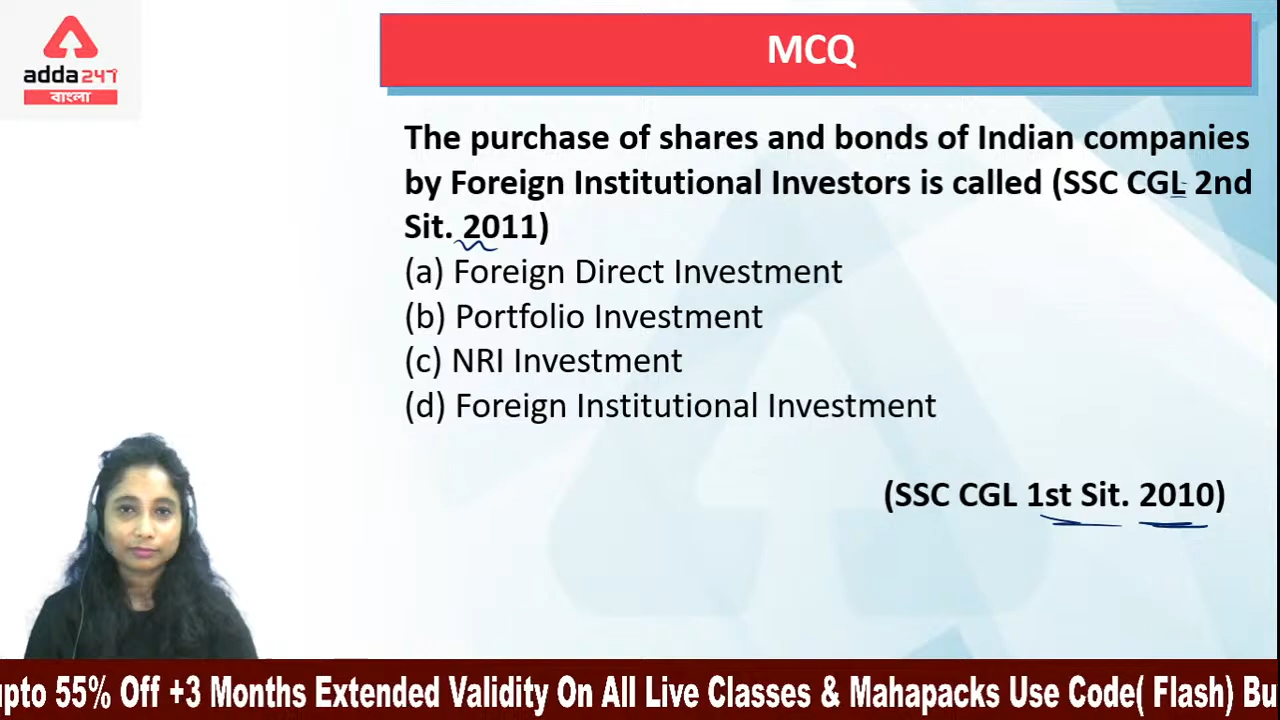 adda247
বাংলা
MCQ
The purchase of shares and bonds of Indian companies
by Foreign Institutional Investors is called (SSC CGL 2nd
Sit. 2011)
(a) Foreign Direct Investment
(b) Portfolio Investment
(c) NRI Investment
(d) Foreign Institutional Investment
(SSC CGL 1st Sit. 2010)
upto 55% Off +3 Months Extended Validity On All Live Classes & Mahapacks Use Code( Flash) Bu